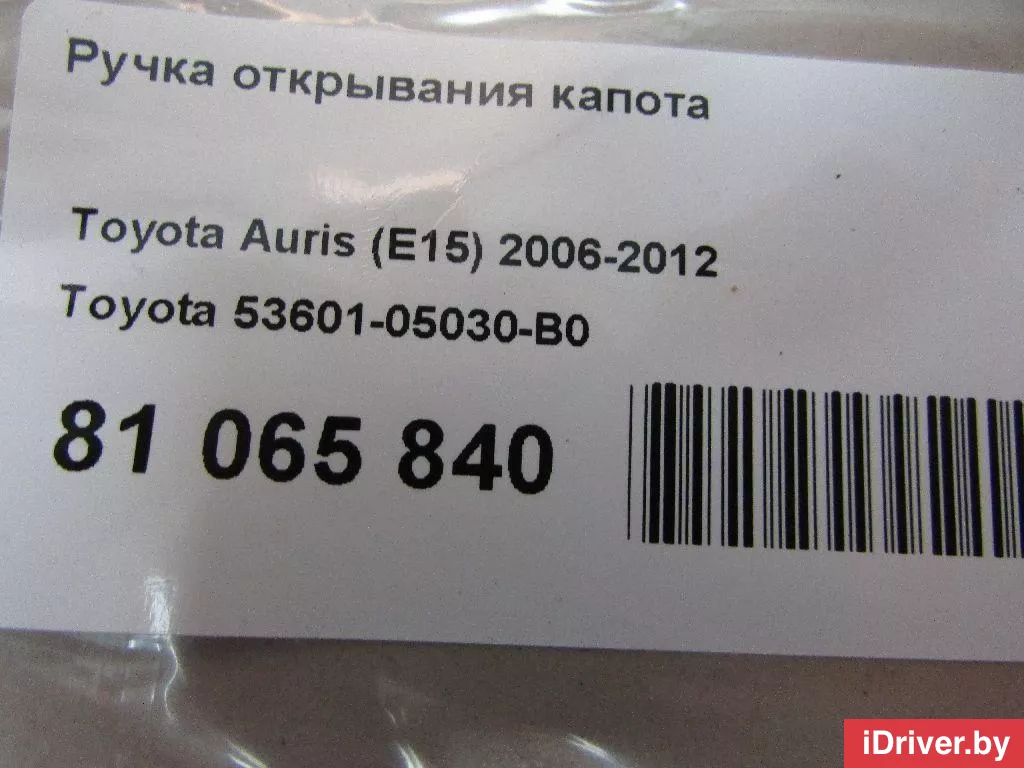 Ручка открывания капота
Toyota Auris (E15) 2006-2012
Toyota 53601-05030-B0
81 065 840
iDriver.by